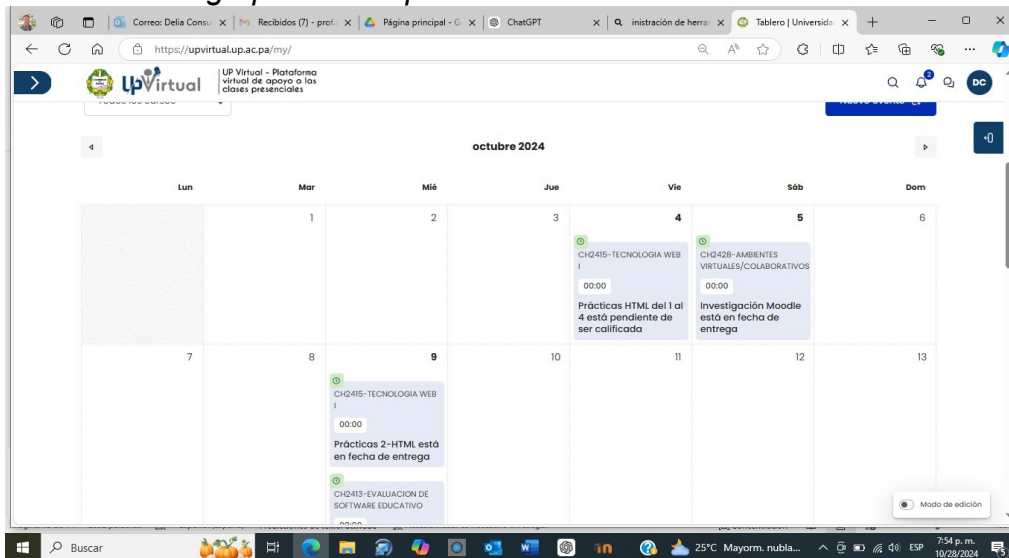 Correo: Delia Consu
Recibidos (7) - prof.
Página principal - G
ChatGPT
inistración de herra
Tablero | Universida
https://upvirtual.up.ac.pa/my/
UpVirtual
UP Virtual - Plataforma
virtual de apoyo a las
clases presenciales
2
DC
octubre 2024
Lun Mar Mié Jue Vie Sáb Dom
1 2 3 4 5 6
CH2415-TECNOLOGIA WEB
I
00:00
Prácticas HTML del 1 al
4 está pendiente de
ser calificada
CH2428-AMBIENTES
VIRTUALES/COLABORATIVOS
00:00
Investigación Moodle
está en fecha de
entrega
7 8 9 10 11 12 13
CH2415-TECNOLOGIA WEB
I
00:00
Prácticas 2-HTML está
en fecha de entrega
CH2413-EVALUACION DE
SOFTWARE EDUCATIVO
00:00
Modo de edición
Buscar
25°C Mayorm. nubla...
ESP
7:54 p. m.
10/28/2024